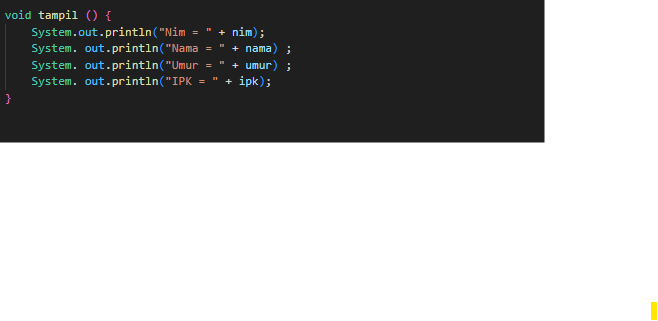 void tampil () {
System.out.println("Nim = " + nim);
System. out.println("Nama = " + nama) ;
System. out.println("Umur = " + umur) ;
System. out.println("IPK = " + ipk);
}